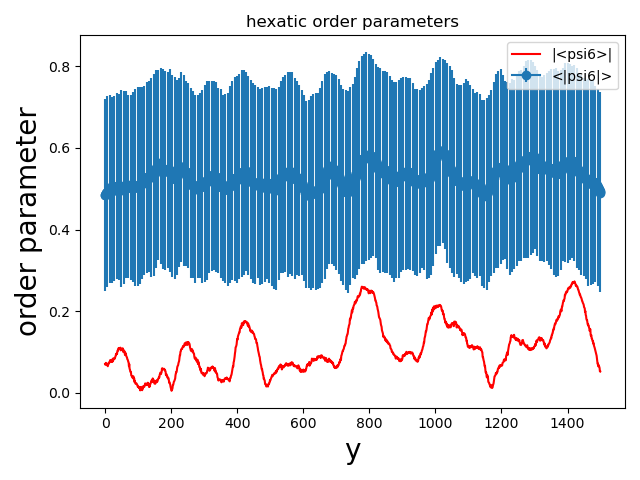 hexatic order parameters
|<psi6>|
<|psi6|>
order parameter
0.8
0.6
0.4
0.2
0.0
0 200 400 600 800 1000 1200 1400
y